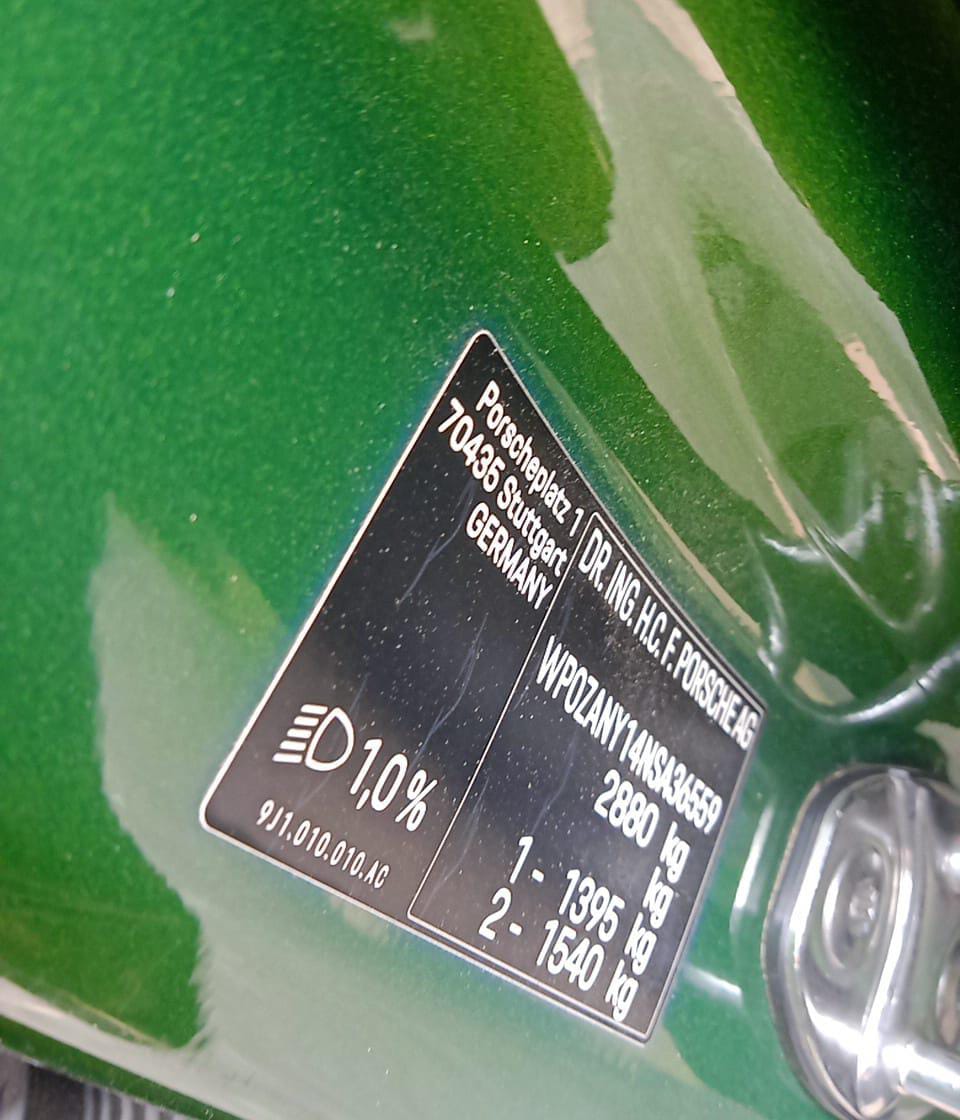 Porscheplatz 1
70435 Stuttgart
GERMANY
1,0%
9J1.010.010.AC
DR. ING. H.C. F. PORSCHE AG
WP0ZANY14NSA36559
2880 kg
kg
1 - 1395 kg
2 - 1540 kg